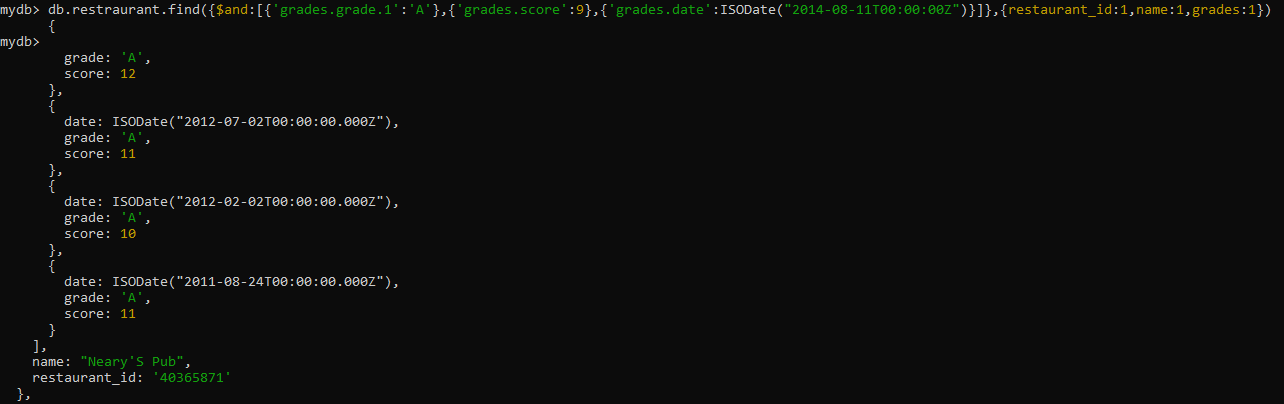 mydb> db.restraurant.find({$and:[{'grades.grade.1':'A'},{'grades.score':9},{'grades.date':ISODate("2014-08-11T00:00:00Z")}]},{restaurant_id:1,name:1,grades:1})
{
mydb>
grade: 'A',
score: 12
},
{
date: ISODate("2012-07-02T00:00:00.000Z"),
grade: 'A',
score: 11
},
{
date: ISODate("2012-02-02T00:00:00.000Z"),
grade: 'A',
score: 10
},
{
date: ISODate("2011-08-24T00:00:00.000Z"),
grade: 'A',
score: 11
}
],
name: "Neary'S Pub",
restaurant_id: '40365871'
},